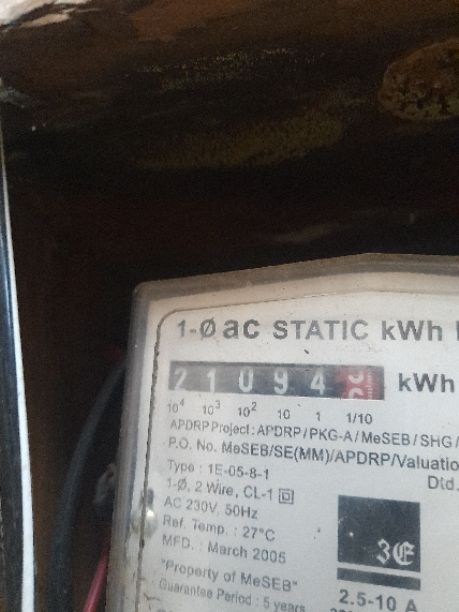 1-Ø ac STATIC kWh
2 1 0 9 4 kWh
10⁴ 10³ 10² 10 1 1/10
APDRP Project : APDRP / PKG-A / MeSEB / SHG /
P.O. No. MeSEB/SE(MM)/APDRP/Valuatio
Dtd.
Type : 1E-05-8-1
1-Ø, 2 Wire, CL-1
AC 230V, 50Hz
Ref. Temp. : 27°C
MFD. : March 2005
"Property of MeSEB"
Guarantee Period : 5 years
2.5-10 A